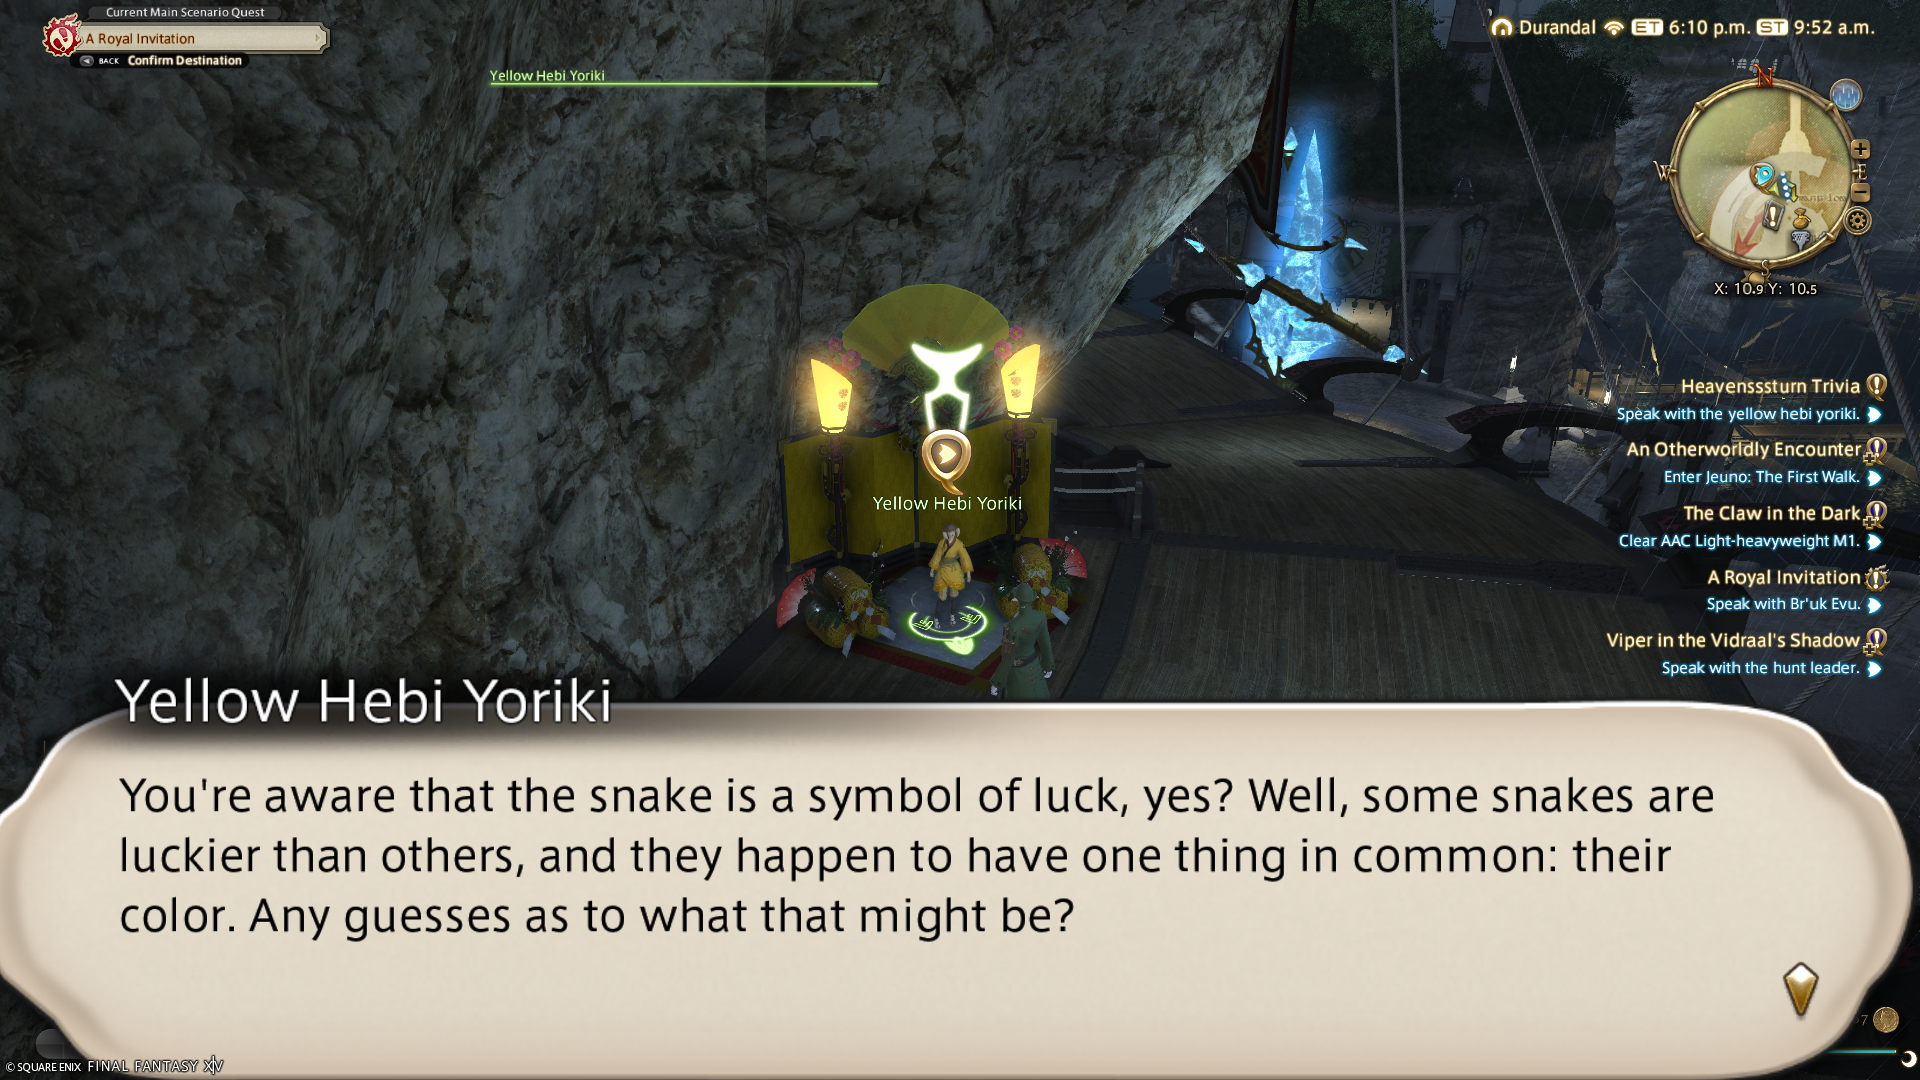 Current Main Scenario Quest
A Royal Invitation
BACK Confirm Destination
Yellow Hebi Yoriki
Durandal ET 6:10 p.m. ST 9:52 a.m.
N
W
E
S
X: 10.9 Y: 10.5
Heavensssturn Trivia
Speak with the yellow hebi yoriki.
An Otherworldly Encounter
Enter Jeuno: The First Walk.
The Claw in the Dark
Clear AAC Light-heavyweight M1.
A Royal Invitation
Speak with Br'uk Evu.
Viper in the Vidraal's Shadow
Speak with the hunt leader.
Yellow Hebi Yoriki
Yellow Hebi Yoriki
You're aware that the snake is a symbol of luck, yes? Well, some snakes are
luckier than others, and they happen to have one thing in common: their
color. Any guesses as to what that might be?
7
© SQUARE ENIX FINAL FANTASY XIV